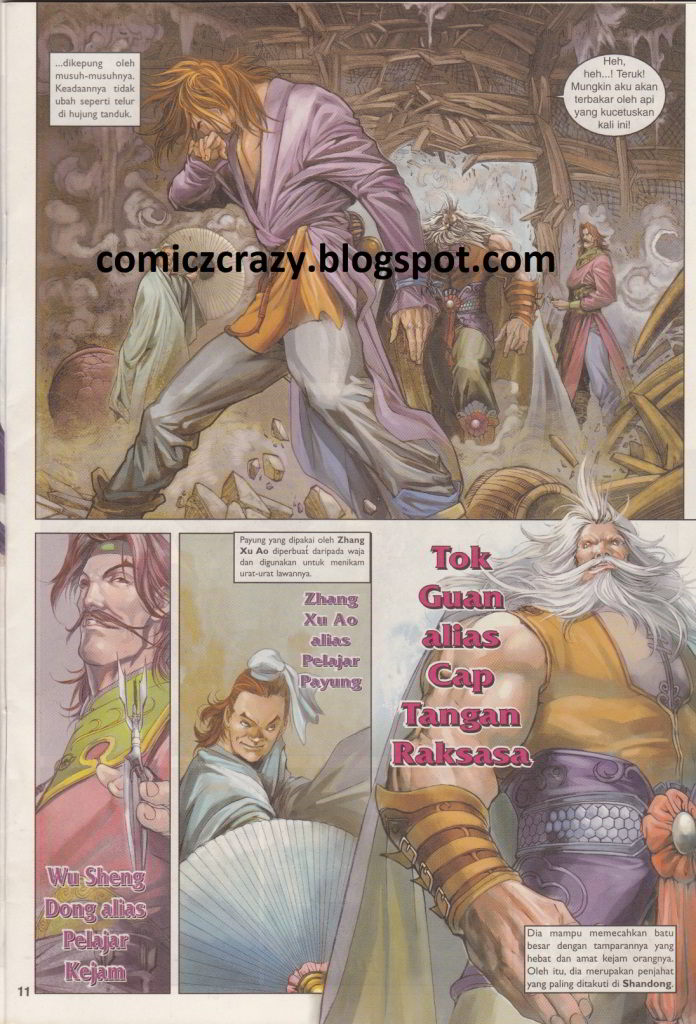 ...dikepung oleh
musuh-musuhnya.
Keadaannya tidak
ubah seperti telur
di hujung tanduk.
Heh,
heh...! Teruk!
Mungkin aku akan
terbakar oleh api
yang kucetuskan
kali ini!
comiczcrazy.blogspot.com
Wu Sheng
Dong alias
Pelajar
Kejam
Payung yang dipakai oleh Zhang
Xu Ao diperbuat daripada waja
dan digunakan untuk menikam
urat-urat lawannya.
Zhang
Xu Ao
alias
Pelajar
Payung
Tok
Guan
alias
Cap
Tangan
Raksasa
Dia mampu memecahkan batu
besar dengan tamparannya yang
hebat dan amat kejam orangnya.
Oleh itu, dia merupakan penjahat
yang paling ditakuti di Shandong.
11